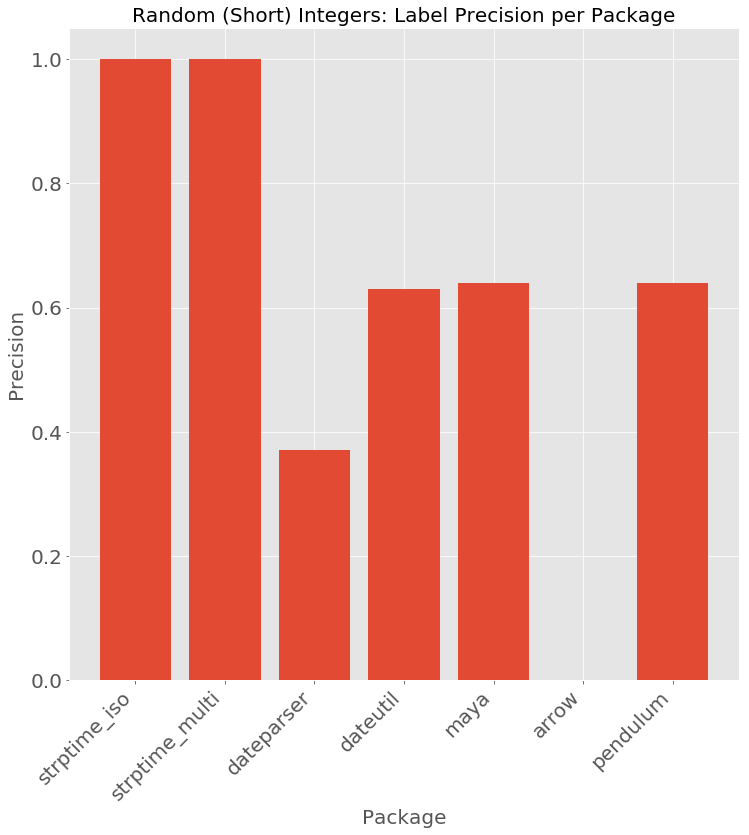 Random (Short) Integers: Label Precision per Package
1.0
0.8
0.6
0.4
0.2
0.0
Precision
strptime_iso
strptime_multi
dateparser
dateutil
maya
arrow
pendulum
Package